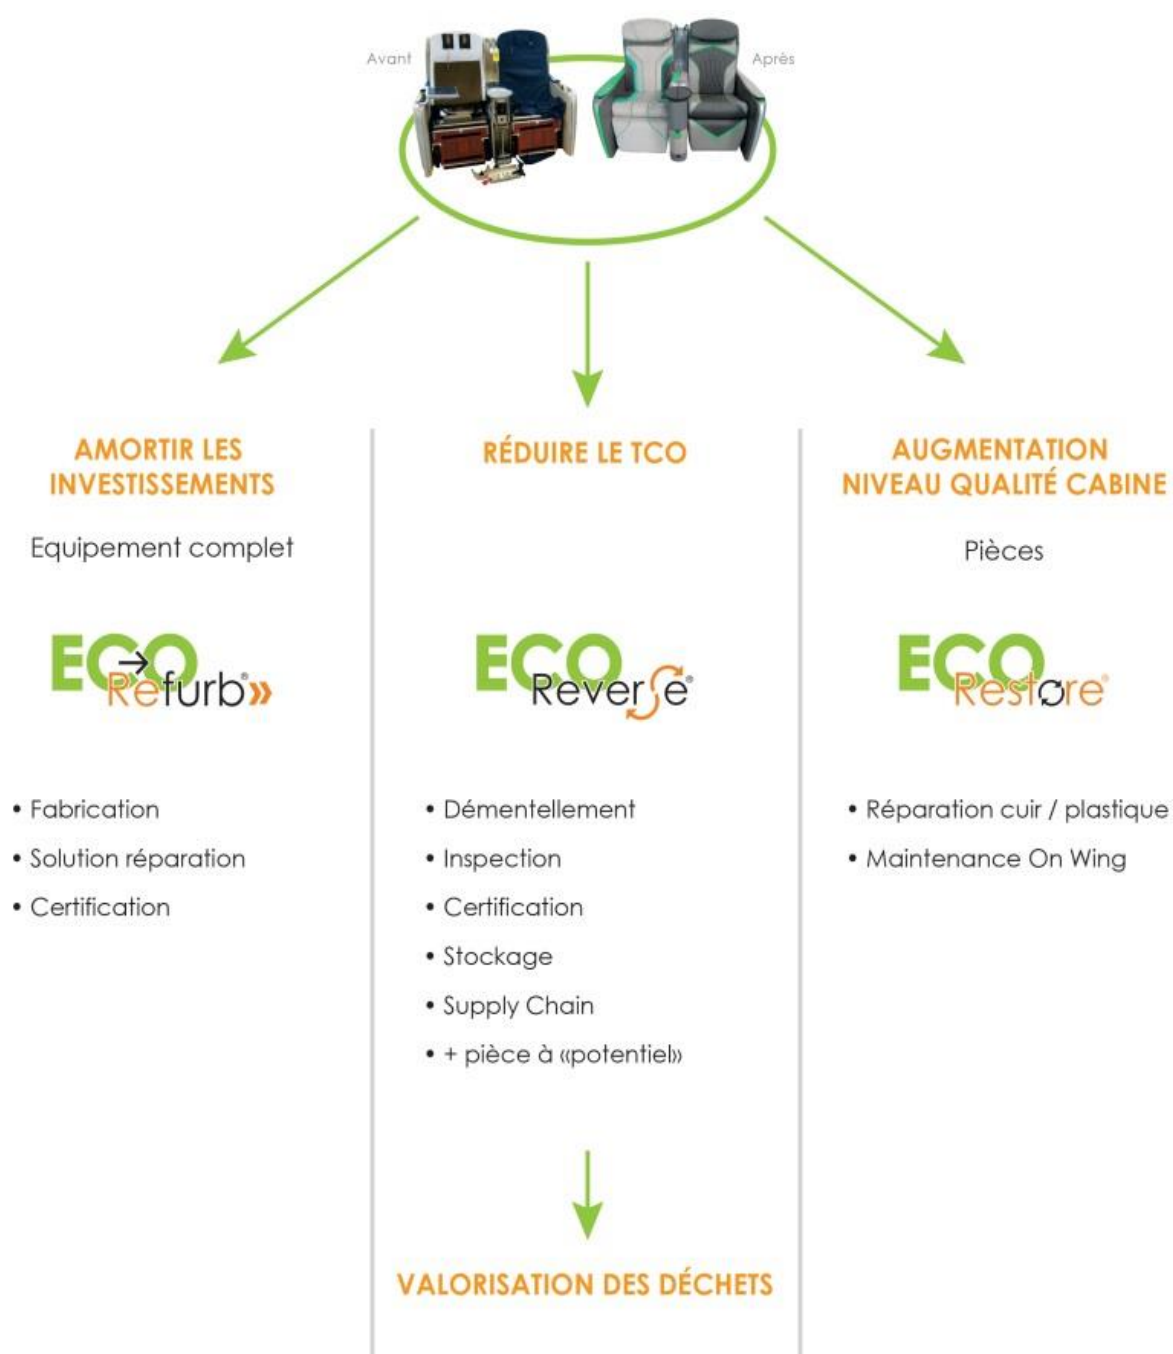 Avant
Après
AMORTIR LES
INVESTISSEMENTS
Equipement complet
ECO
Refurb®»
• Fabrication
• Solution réparation
• Certification
RÉDUIRE LE TCO
ECO
Reverse®
• Démentellement
• Inspection
• Certification
• Stockage
• Supply Chain
• + pièce à «potentiel»
VALORISATION DES DÉCHETS
AUGMENTATION
NIVEAU QUALITÉ CABINE
Pièces
ECO
Restore®
• Réparation cuir / plastique
• Maintenance On Wing